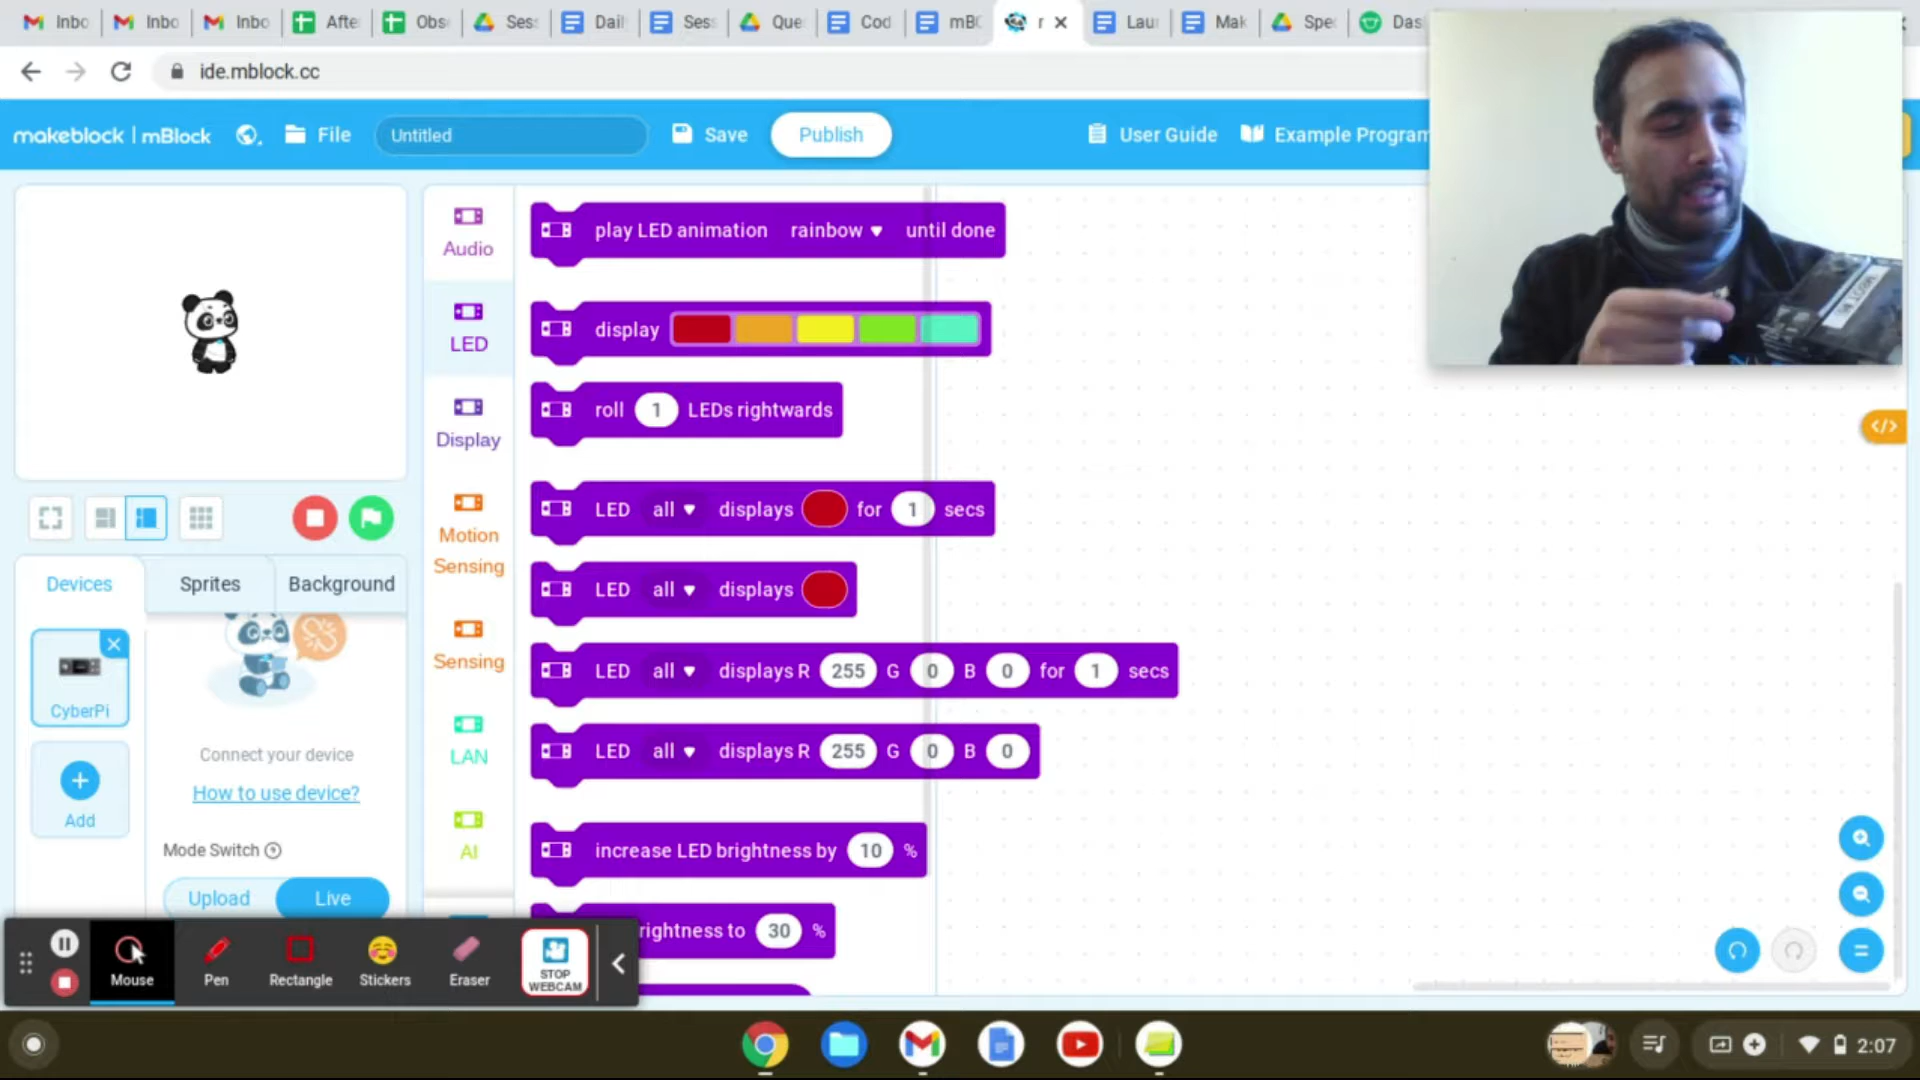 Inbo
Inbo
Inbo
Afte
Obs
Ses
Dail
Ses
Que
Cod
mBC
r
Lau
Mak
Spe
Das
ide.mblock.cc
makeblock | mBlock
File
Untitled
Save
Publish
User Guide
Example Program
Audio
LED
Display
Motion
Sensing
Sensing
LAN
AI
play LED animation rainbow until done
display
roll 1 LEDs rightwards
LED all displays for 1 secs
LED all displays
LED all displays R 255 G 0 B 0 for 1 secs
LED all displays R 255 G 0 B 0
increase LED brightness by 10 %
rightness to 30 %
Devices
Sprites
Background
CyberPi
Add
Connect your device
How to use device?
Mode Switch
Upload
Live
Mouse
Pen
Rectangle
Stickers
Eraser
STOP
WEBCAM
2:07